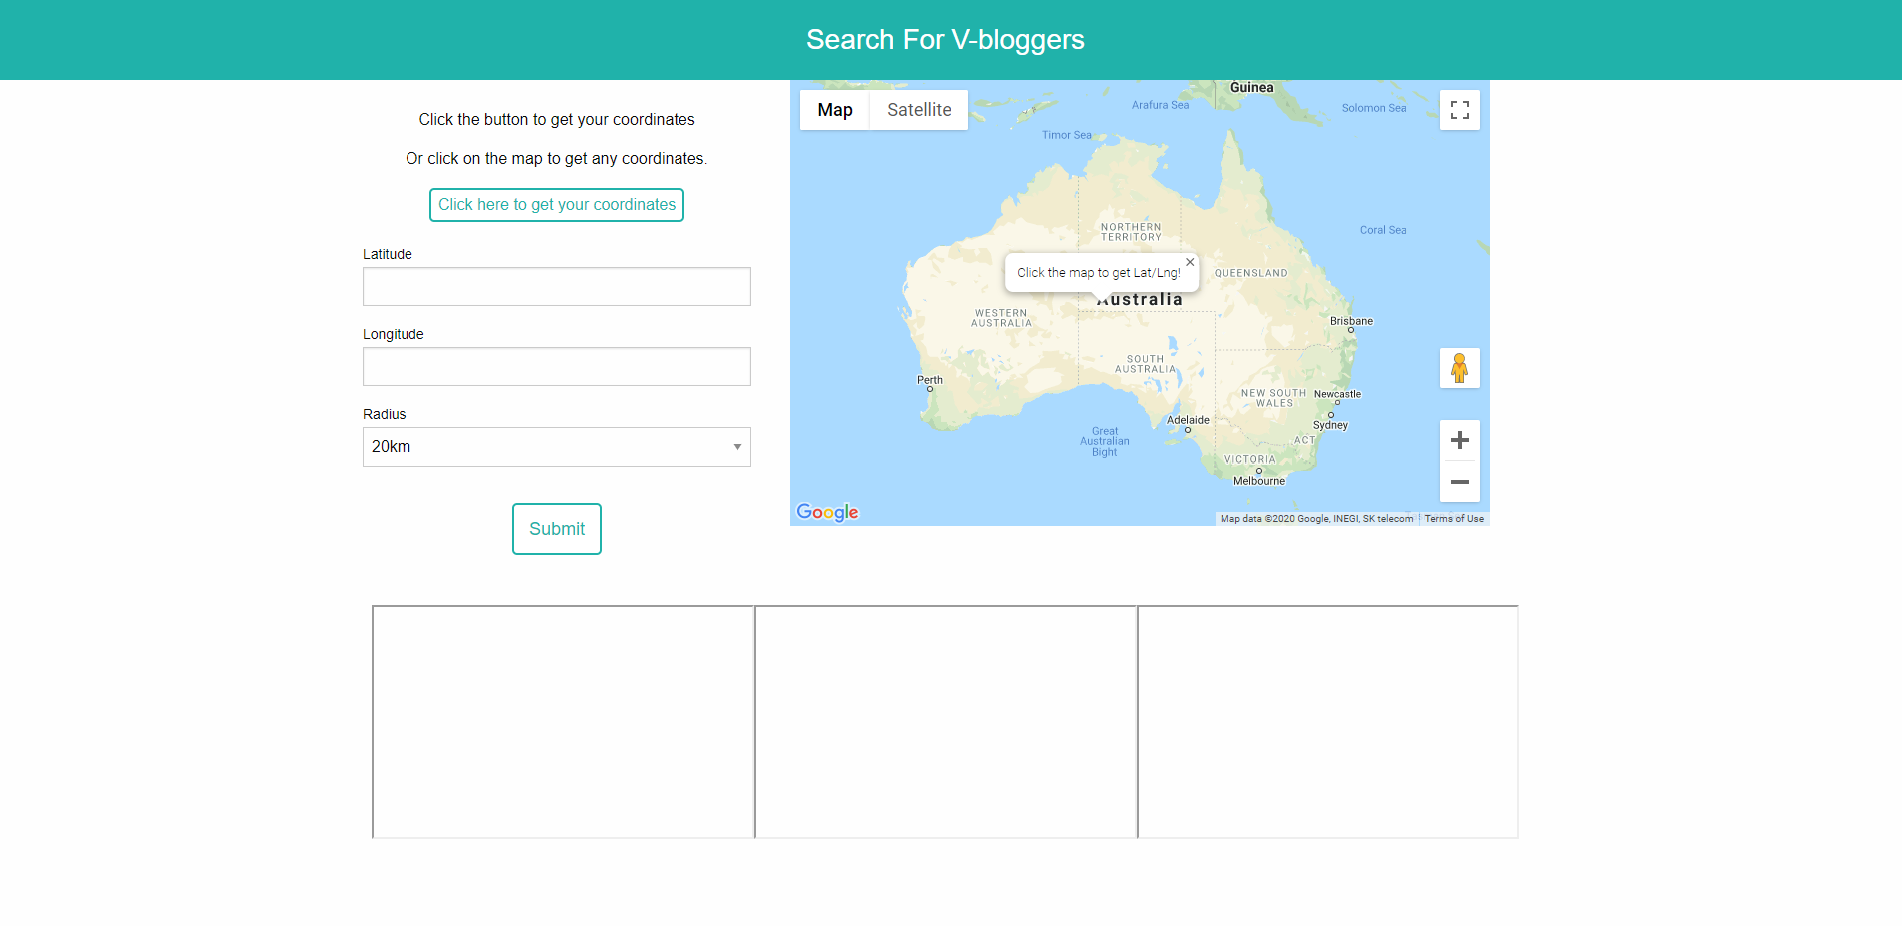 Search For V-bloggers
Click the button to get your coordinates
Or click on the map to get any coordinates.
Click here to get your coordinates
Latitude
Longitude
Radius
20km
Submit
Map
Satellite
Guinea
Arafura Sea
Solomon Sea
Timor Sea
Coral Sea
NORTHERN
TERRITORY
Click the map to get Lat/Lng!
QUEENSLAND
Australia
WESTERN
AUSTRALIA
Brisbane
SOUTH
AUSTRALIA
Perth
NEW SOUTH
WALES
Newcastle
Adelaide
Sydney
Great
Australian
Bight
ACT
VICTORIA
Melbourne
Google
Map data ©2020 Google, INEGI, SK telecom
Terms of Use